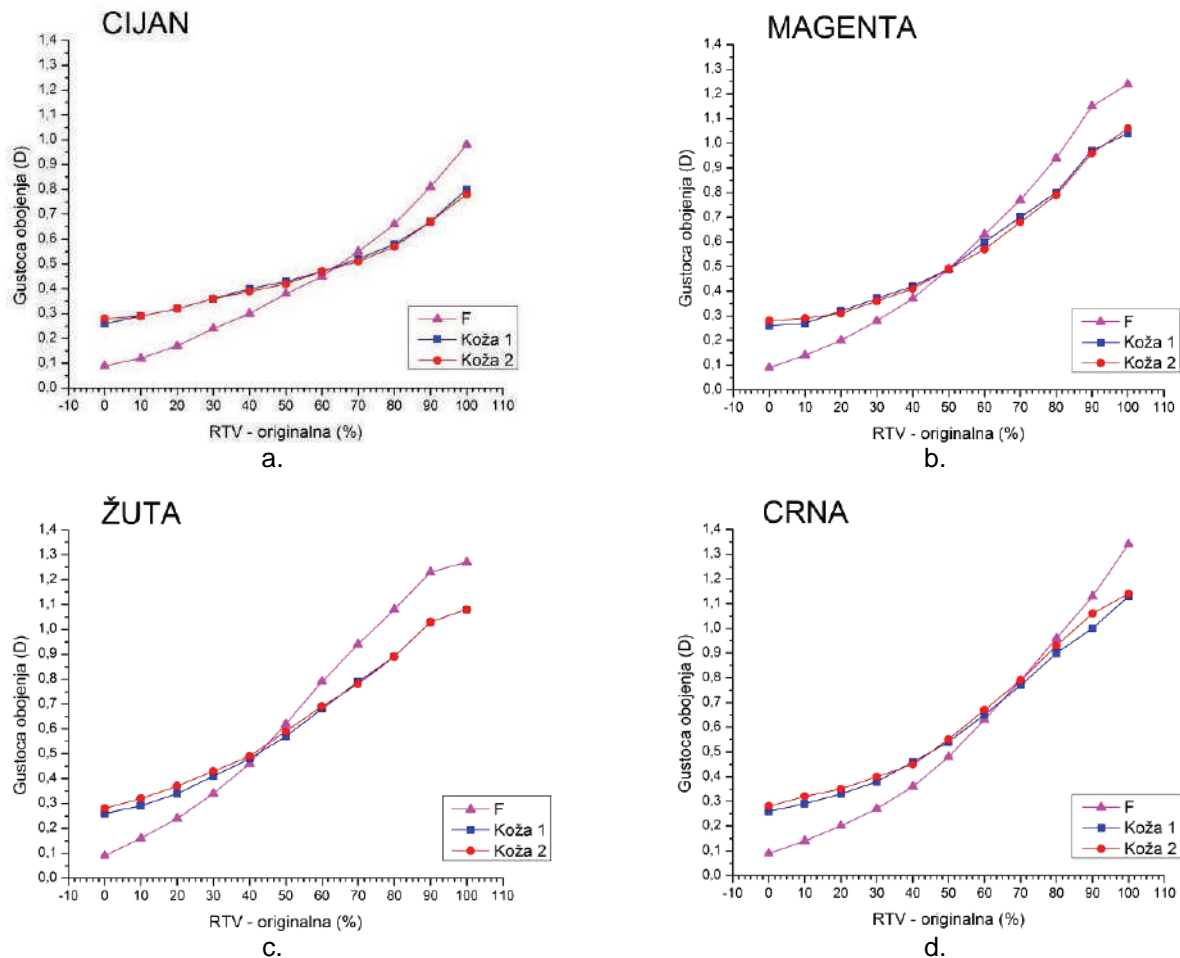 CIJAN
1,4
1,3
1,2
1,1
1,0
0,9
0,8
0,7
0,6
0,5
0,4
0,3
0,2
0,1
0,0
Gustoca obojenja (D)
F
Koža 1
Koža 2
-10 0 10 20 30 40 50 60 70 80 90 100 110
RTV - originalna (%)
a.
MAGENTA
1,4
1,3
1,2
1,1
1,0
0,9
0,8
0,7
0,6
0,5
0,4
0,3
0,2
0,1
0,0
Gustoca obojenja (D)
F
Koža 1
Koža 2
-10 0 10 20 30 40 50 60 70 80 90 100 110
RTV - originalna (%)
b.
ŽUTA
1,4
1,3
1,2
1,1
1,0
0,9
0,8
0,7
0,6
0,5
0,4
0,3
0,2
0,1
0,0
Gustoca obojenja (D)
F
Koža 1
Koža 2
-10 0 10 20 30 40 50 60 70 80 90 100 110
RTV - originalna (%)
c.
CRNA
1,4
1,3
1,2
1,1
1,0
0,9
0,8
0,7
0,6
0,5
0,4
0,3
0,2
0,1
0,0
Gustoca obojenja (D)
F
Koža 1
Koža 2
-10 0 10 20 30 40 50 60 70 80 90 100 110
RTV - originalna (%)
d.